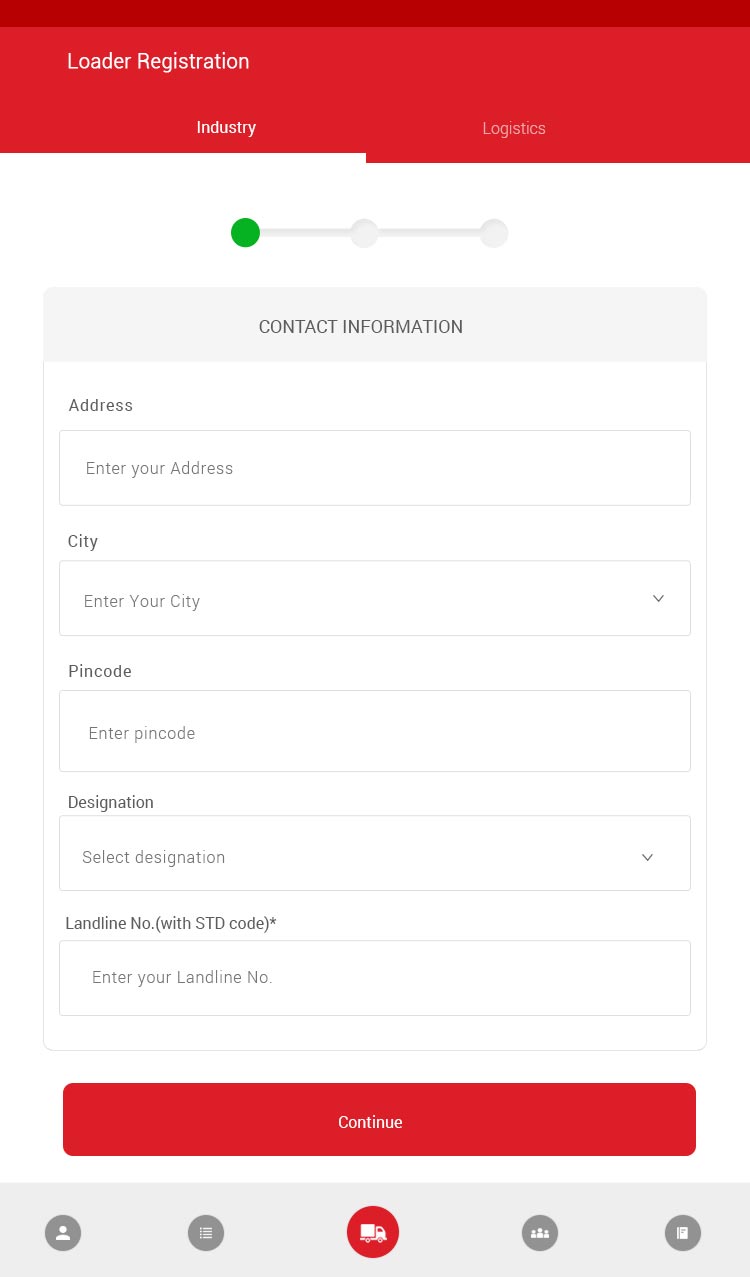 Loader Registration
Industry
Logistics
CONTACT INFORMATION
Address
Enter your Address
City
Enter Your City
Pincode
Enter pincode
Designation
Select designation
Landline No.(with STD code)*
Enter your Landline No.
Continue